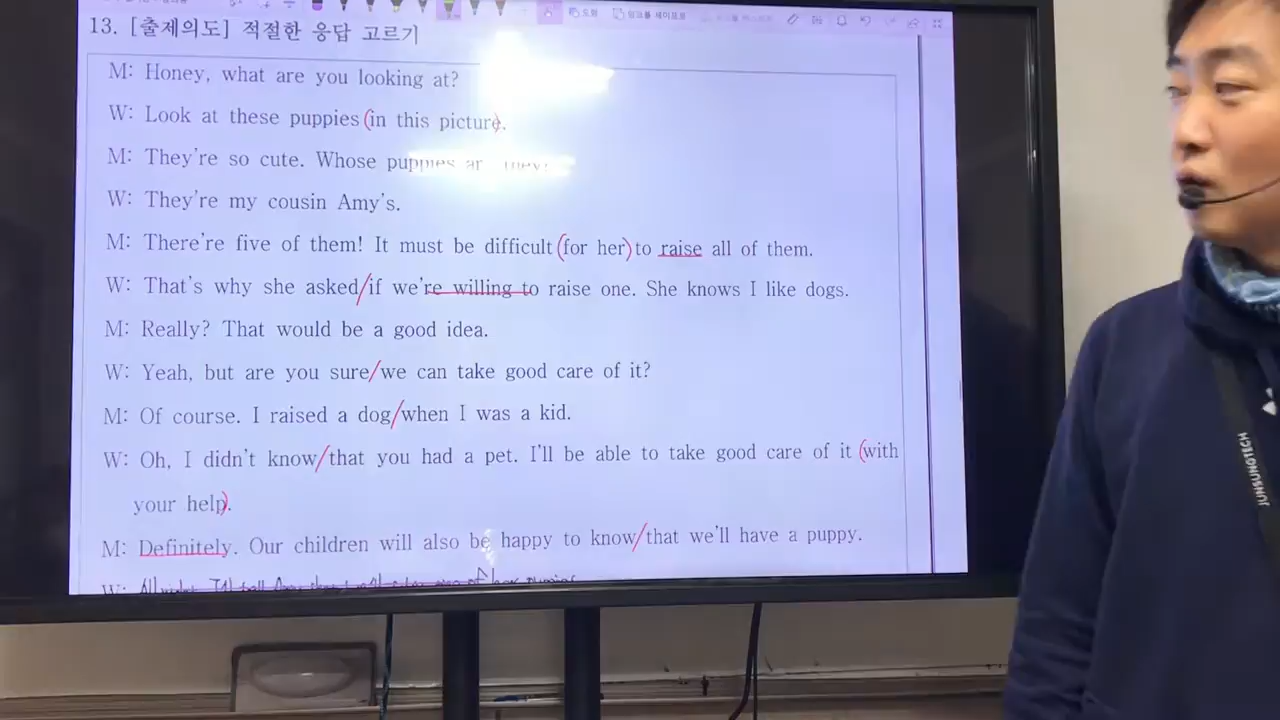 13. [출제의도] 적절한 응답 고르기
M: Honey, what are you looking at?
W: Look at these puppies (in this picture).
M: They're so cute. Whose puppies
W: They're my cousin Amy's.
M: There're five of them! It must be difficult (for her) to raise all of them.
W: That's why she asked/if we're willing to raise one. She knows I like dogs.
M: Really? That would be a good idea.
W: Yeah, but are you sure/we can take good care of it?
M: Of course. I raised a dog/when I was a kid.
W: Oh, I didn't know/that you had a pet. I'll be able to take good care of it (with
your help).
M: Definitely. Our children will also be happy to know/that we'll have a puppy.
W:
JUNSUNGTECH